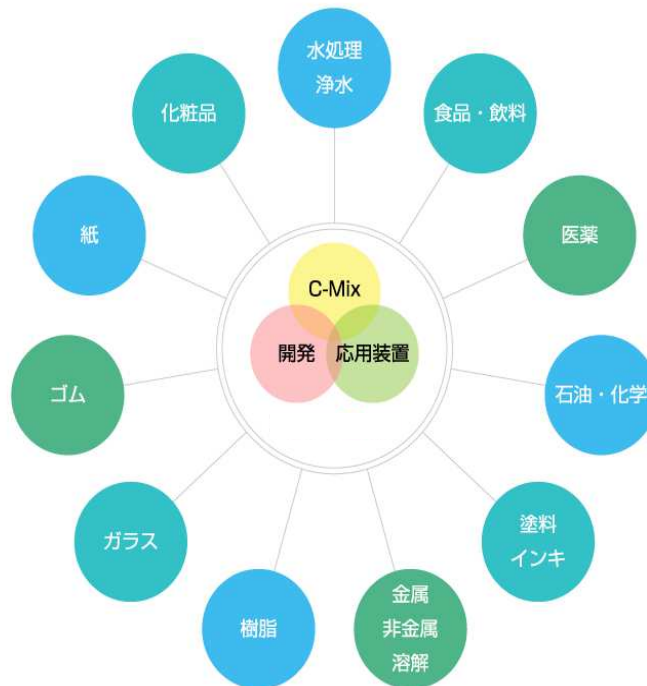 水処理
浄水
食品・飲料
医薬
石油・化学
塗料
インキ
金属
非金属
溶解
樹脂
ガラス
ゴム
紙
化粧品
C-Mix
開発
応用装置